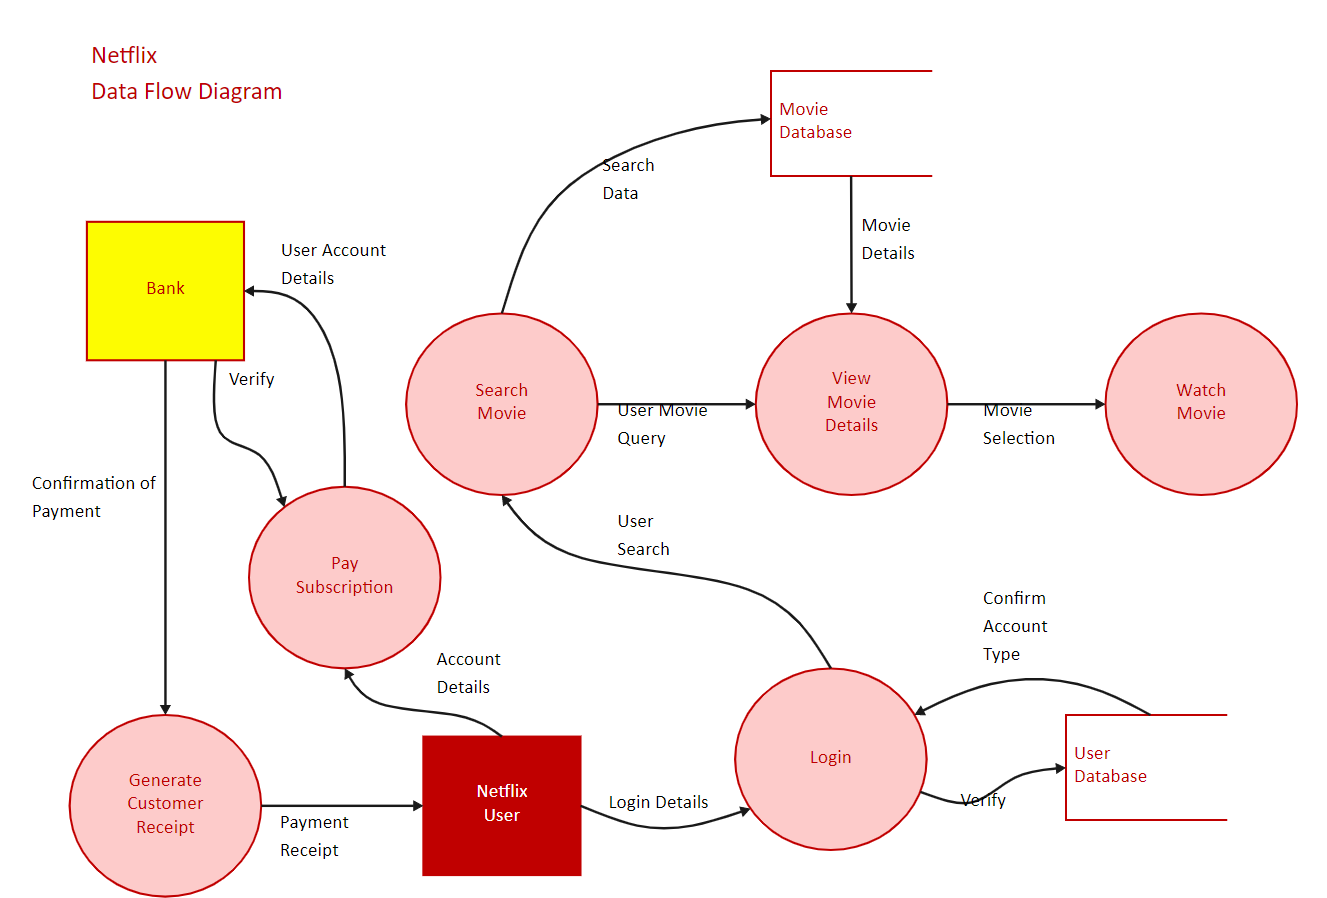 Netflix
Data Flow Diagram
Movie
Database
Search
Data
Movie
Details
User Account
Details
Bank
Verify
Search
Movie
User Movie
Query
View
Movie
Details
Movie
Selection
Watch
Movie
Confirmation of
Payment
Pay
Subscription
User
Search
Confirm
Account
Type
Account
Details
Generate
Customer
Receipt
Payment
Receipt
Netflix
User
Login Details
Login
Verify
User
Database